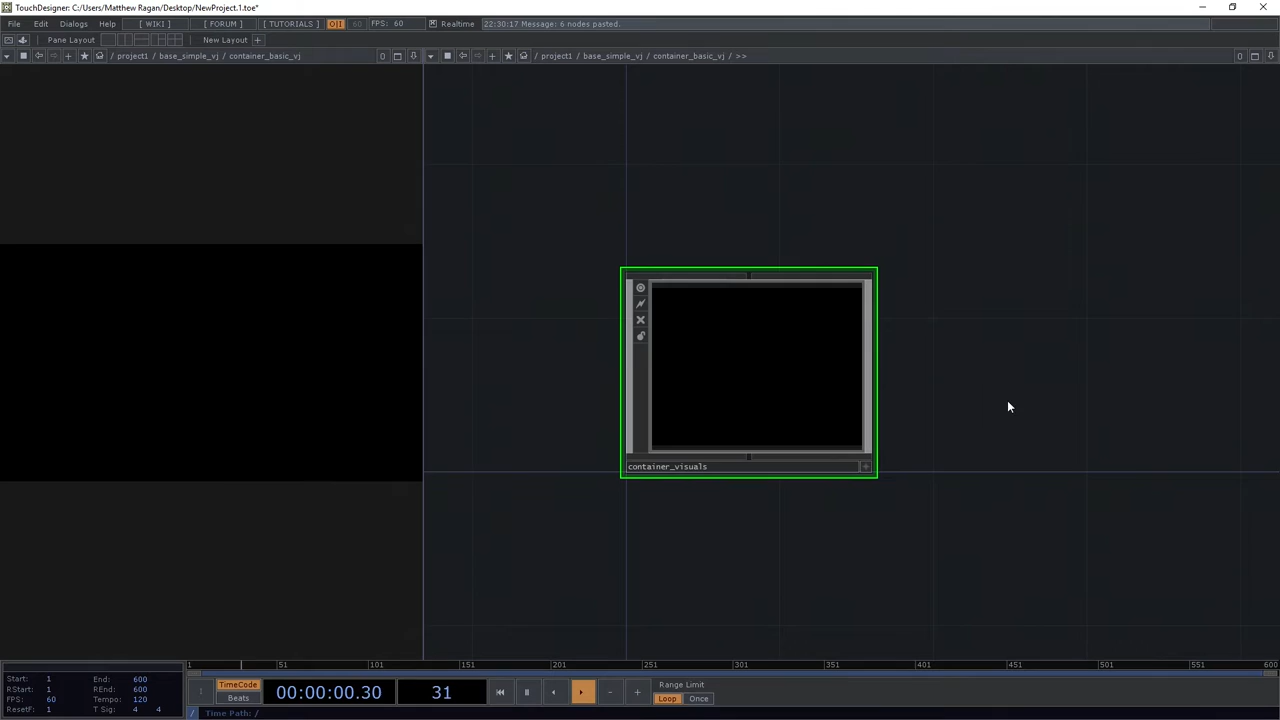 TouchDesigner: C:/Users/Matthew Ragan/Desktop/NewProject.1.toe*
File Edit Dialogs Help [ WIKI ] [ FORUM ] [ TUTORIALS ] O|I 60 FPS: 60 Realtime 22:30:17 Message: 6 nodes pasted.
Pane Layout New Layout +
/ project1 / base_simple_vj / container_basic_vj 0
/ project1 / base_simple_vj / container_basic_vj / >> 0
container_visuals
1 51 101 151 201 251 301 351 401 451 501 551 600
Start: 1 End: 600
RStart: 1 REnd: 600
FPS: 60 Tempo: 120
ResetF: 1 T Sig: 4 4
TimeCode
Beats
00:00:00.30 31
Range Limit
Loop Once
/ Time Path: /